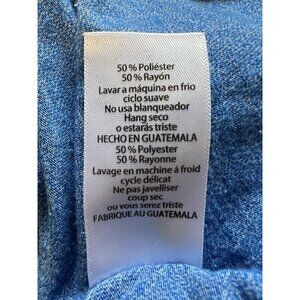 50% Poliéster
50% Rayón
Lavar a máquina en frio
ciclo suave
No usa blanqueador
Hang seco
o estarás triste
HECHO EN GUATEMALA
50% Polyester
50% Rayonne
Lavage en machine á froid
cycle délicat
Ne pas javelliser
coup sec
ou vous serez triste
FABRIQUE AU GUATEMALA